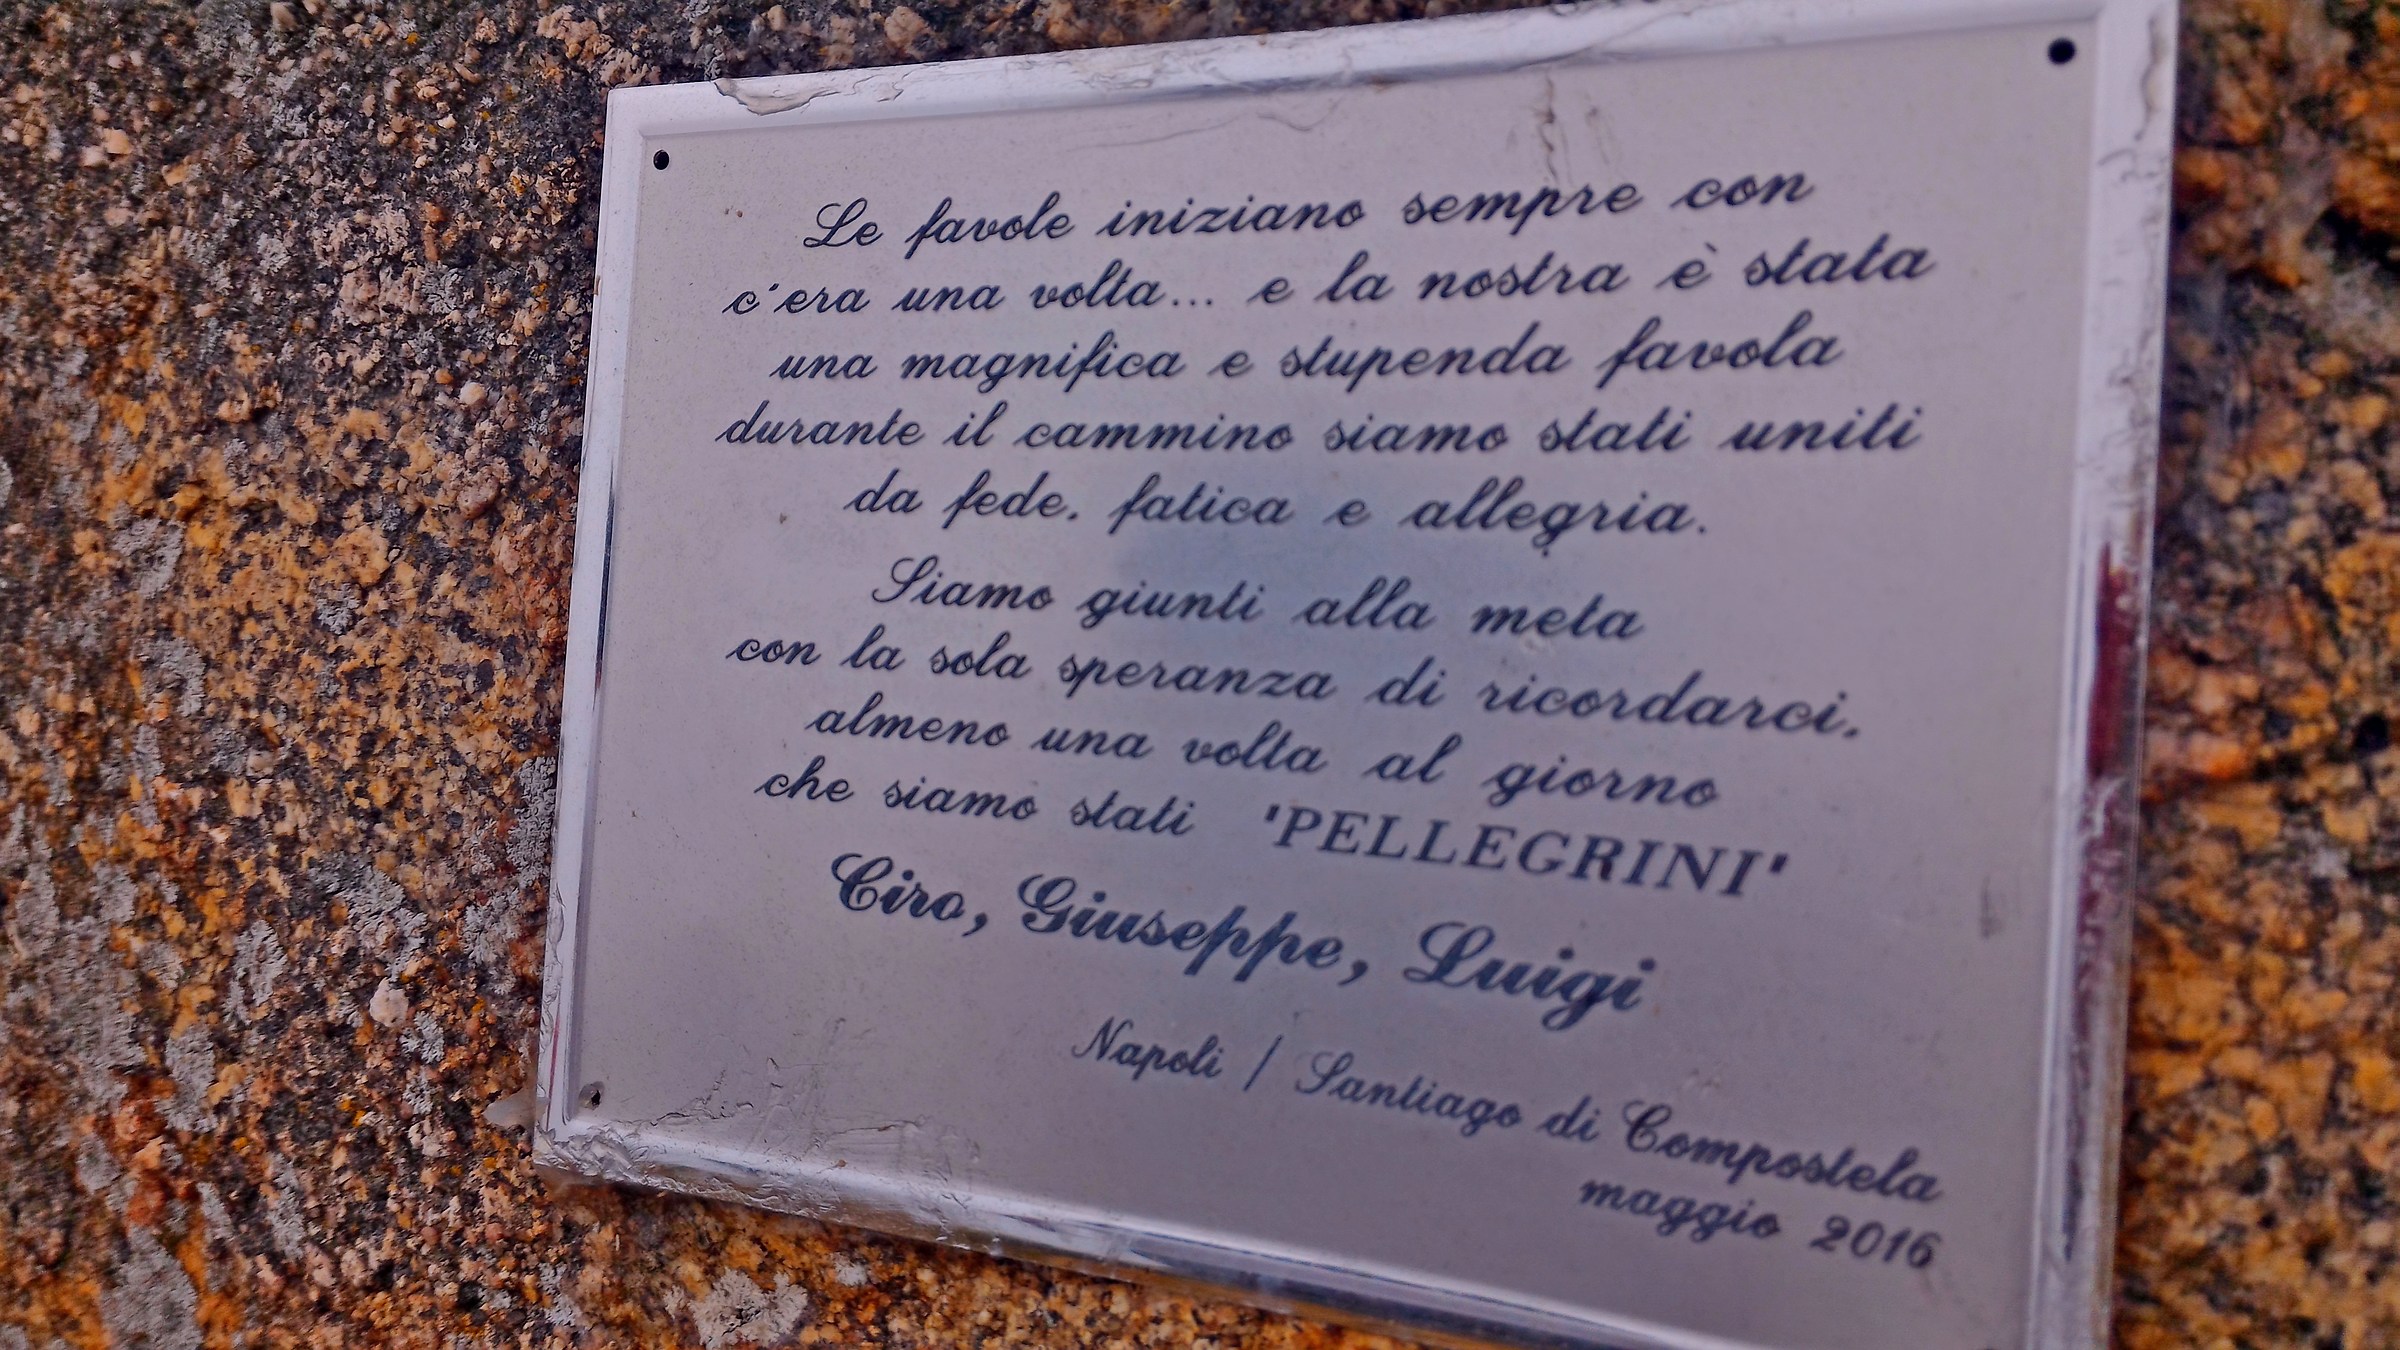 Le favole iniziano sempre con
c'era una volta... e la nostra è stata
una magnifica e stupenda favola
durante il cammino siamo stati uniti
da fede, fatica e allegria.
Siamo giunti alla meta
con la sola speranza di ricordarci,
almeno una volta al giorno
che siamo stati "PELLEGRINI"
Ciro, Giuseppe, Luigi
Napoli / Santiago di Compostela
maggio 2016